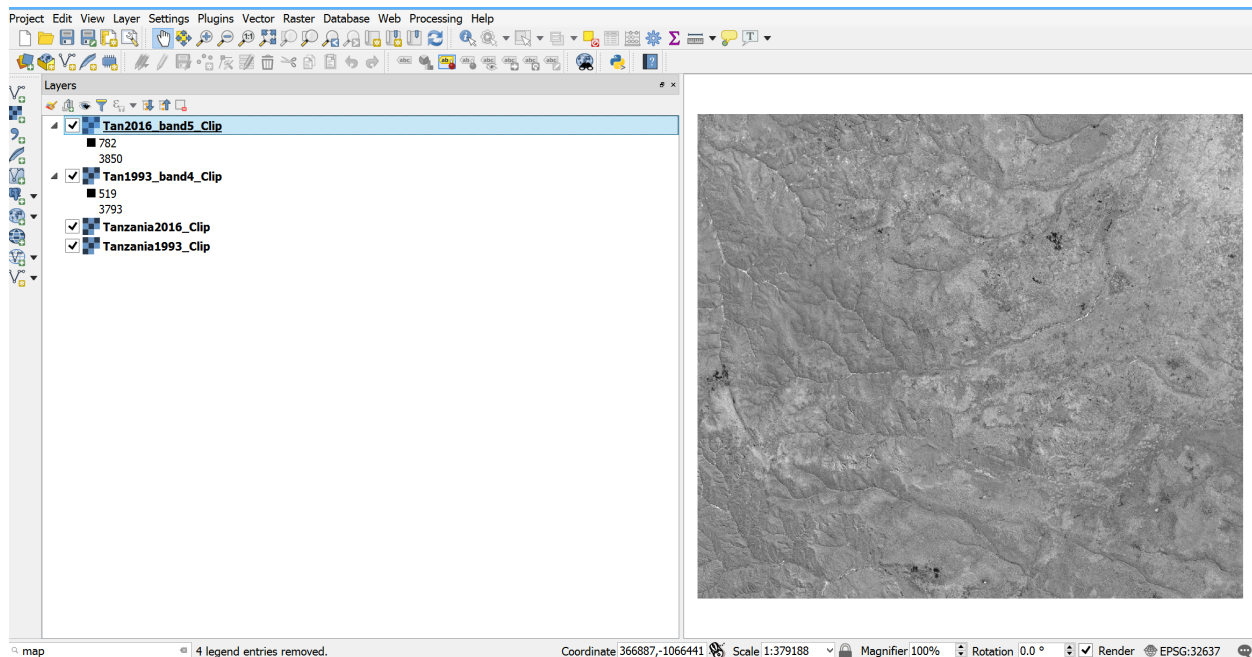 Project Edit View Layer Settings Plugins Vector Raster Database Web Processing Help
Layers
Tan2016_band5_Clip
782
3850
Tan1993_band4_Clip
519
3793
Tanzania2016_Clip
Tanzania1993_Clip
map 4 legend entries removed. Coordinate 366887,-1066441 Scale 1:379188 Magnifier 100% Rotation 0.0 ° Render EPSG:32637